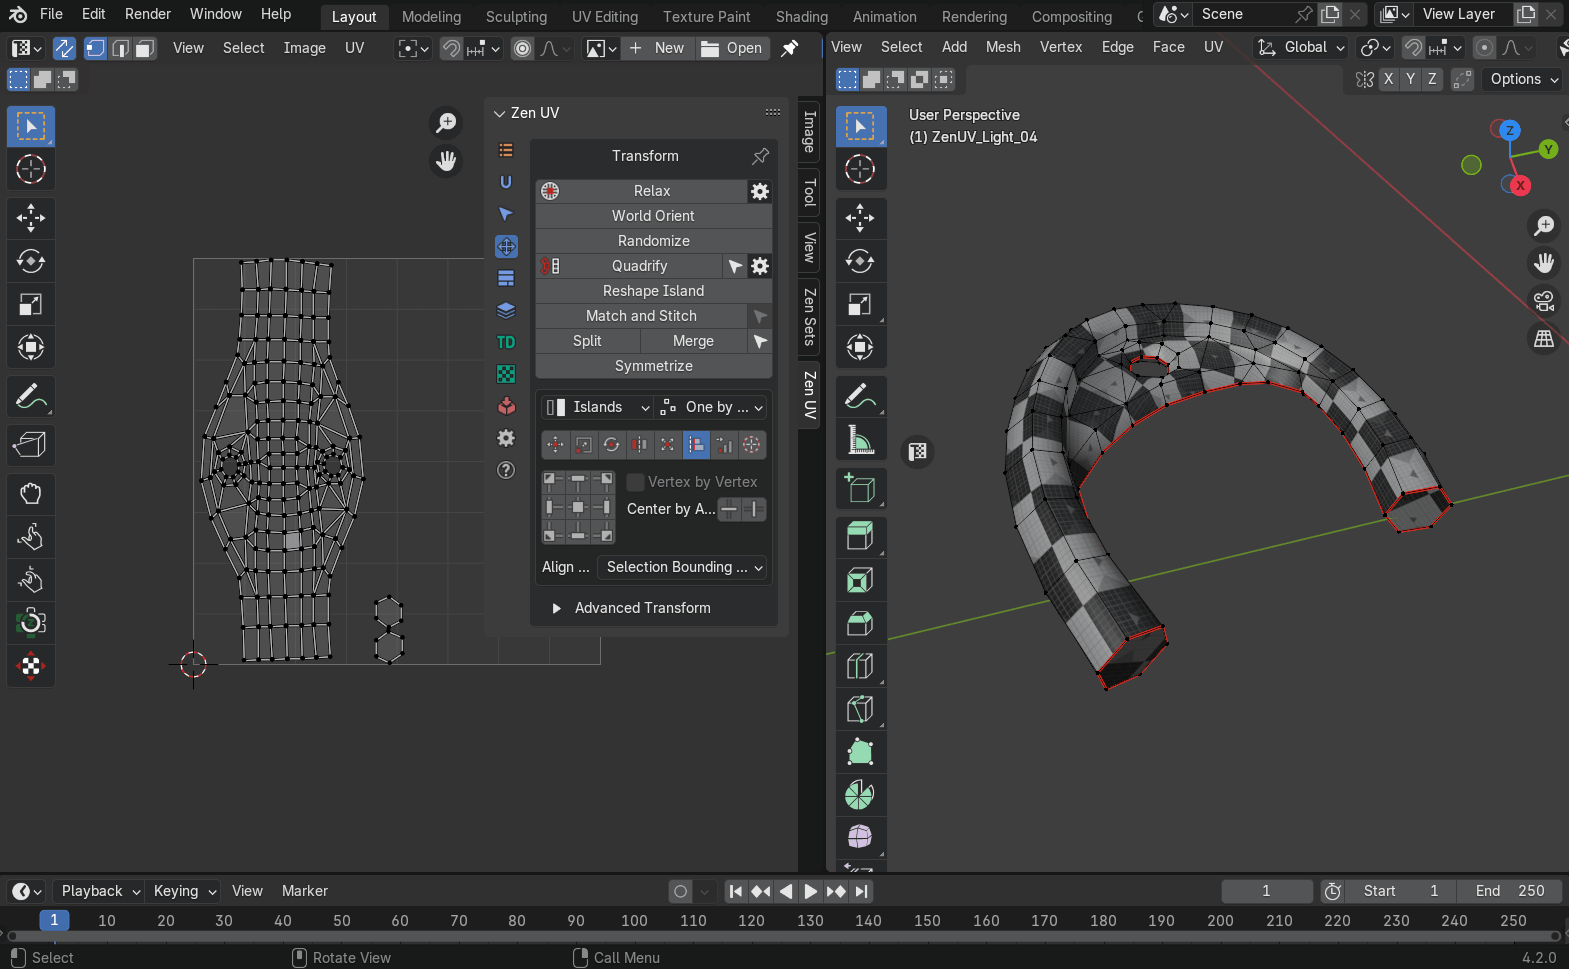 File Edit Render Window Help Layout Modeling Sculpting UV Editing Texture Paint Shading Animation Rendering Compositing Scene View Layer
View Select Image UV New Open
View Select Add Mesh Vertex Edge Face UV Global
X Y Z Options
Zen UV
Transform
Relax
World Orient
Randomize
Quadrify
Reshape Island
Match and Stitch
Split Merge
Symmetrize
Islands One by ...
Vertex by Vertex
Center by A...
Align ... Selection Bounding ...
Advanced Transform
TD
Image
Tool
View
Zen Sets
Zen UV
User Perspective
(1) ZenUV_Light_04
Z
Y
X
Playback Keying View Marker 1 Start 1 End 250
1 10 20 30 40 50 60 70 80 90 100 110 120 130 140 150 160 170 180 190 200 210 220 230 240 250
Select Rotate View Call Menu 4.2.0